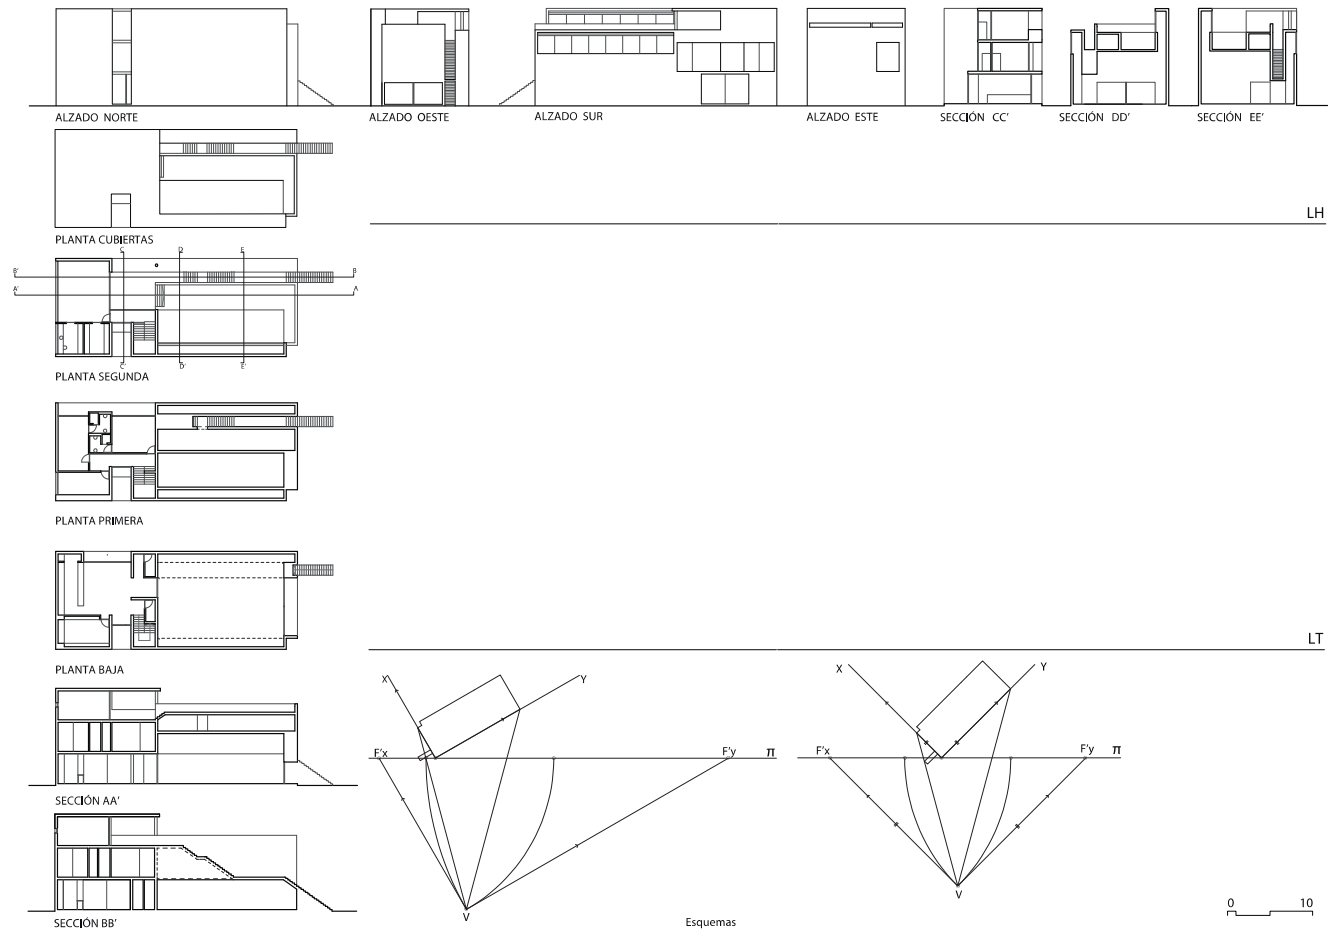 ALZADO NORTE
ALZADO OESTE
ALZADO SUR
ALZADO ESTE
SECCIÓN CC'
SECCIÓN DD'
SECCIÓN EE'
LH
PLANTA CUBIERTAS
C D E
B' B
A' A
C' D' E'
PLANTA SEGUNDA
PLANTA PRIMERA
LT
PLANTA BAJA
X Y
X Y
F'x F'y π
F'x F'y π
SECCIÓN AA'
V
V
SECCIÓN BB'
Esquemas
0 10